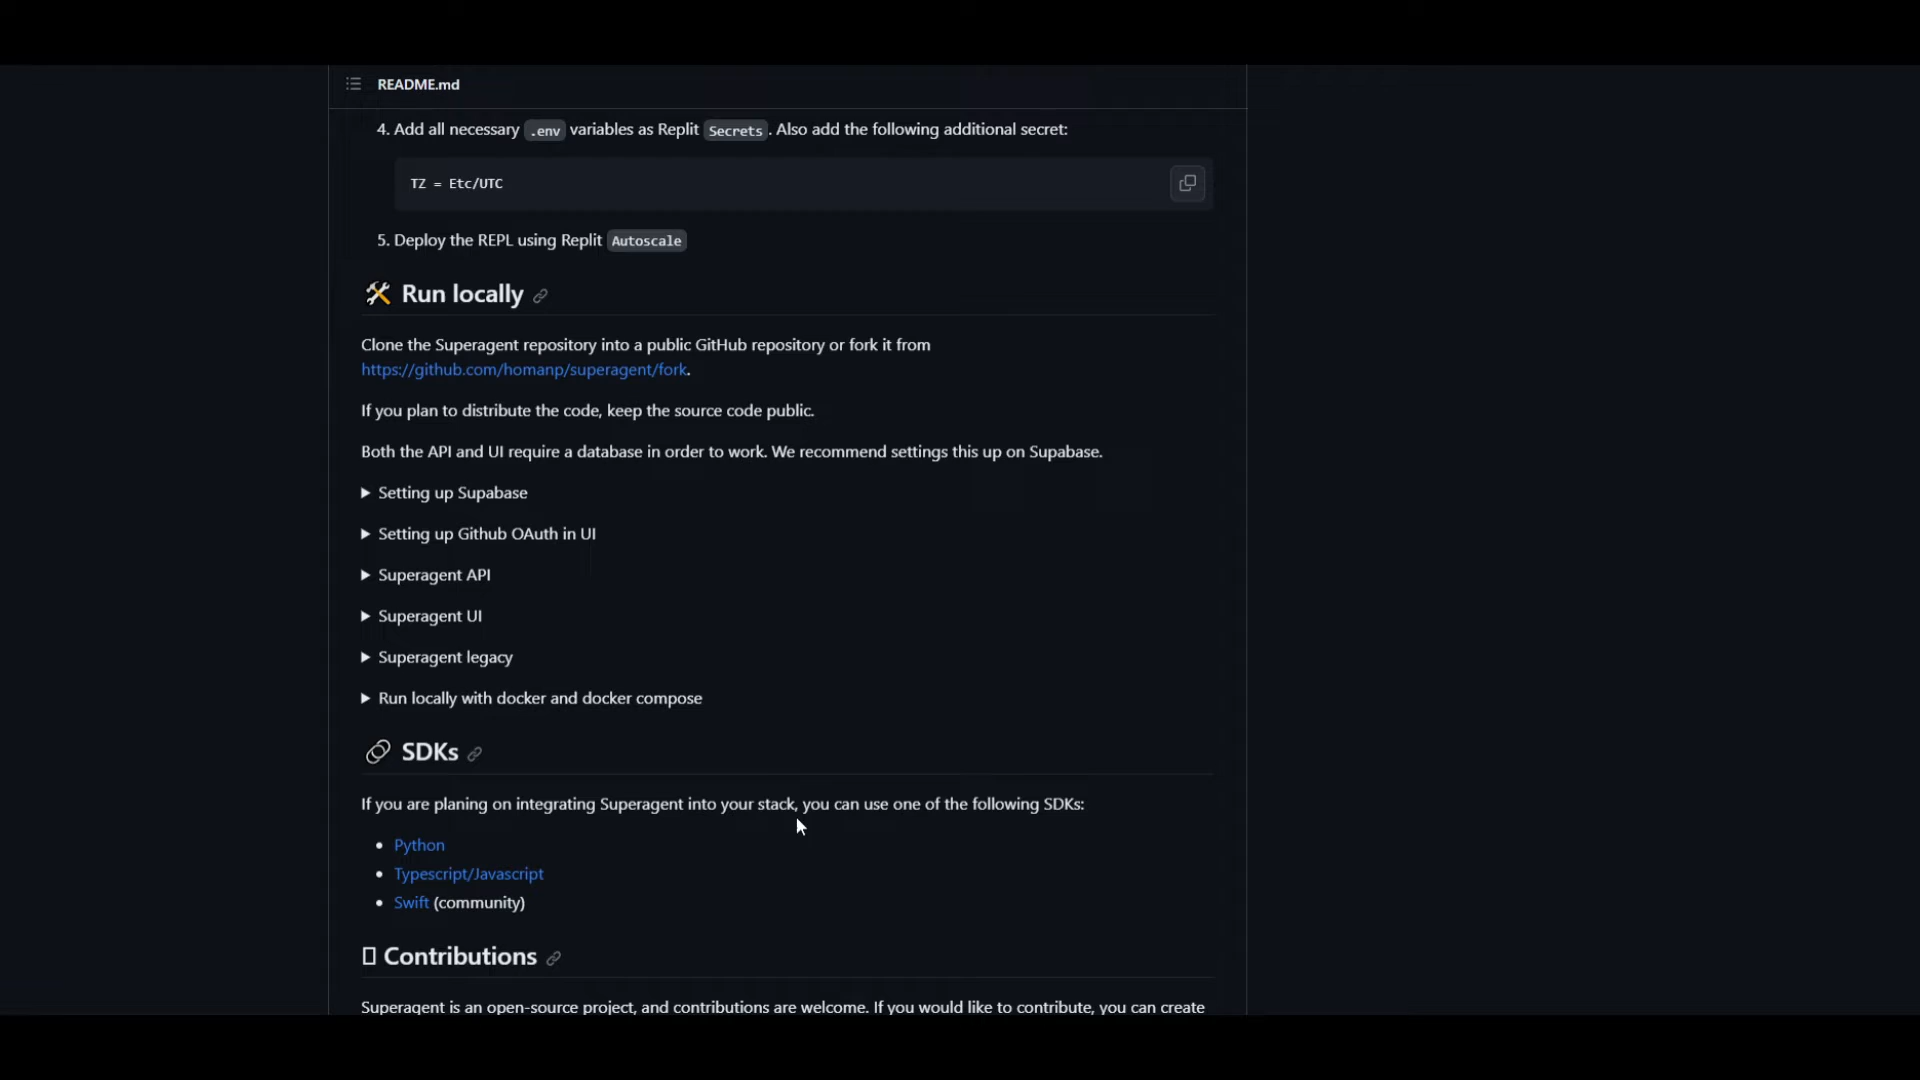 README.md
4. Add all necessary .env variables as Replit Secrets. Also add the following additional secret:
TZ = Etc/UTC
5. Deploy the REPL using Replit Autoscale
🛠️ Run locally
Clone the Superagent repository into a public GitHub repository or fork it from
https://github.com/homanp/superagent/fork.
If you plan to distribute the code, keep the source code public.
Both the API and UI require a database in order to work. We recommend settings this up on Supabase.
▶ Setting up Supabase
▶ Setting up Github OAuth in UI
▶ Superagent API
▶ Superagent UI
▶ Superagent legacy
▶ Run locally with docker and docker compose
SDKs
If you are planing on integrating Superagent into your stack, you can use one of the following SDKs:
• Python
• Typescript/Javascript
• Swift (community)
Contributions
Superagent is an open-source project, and contributions are welcome. If you would like to contribute, you can create